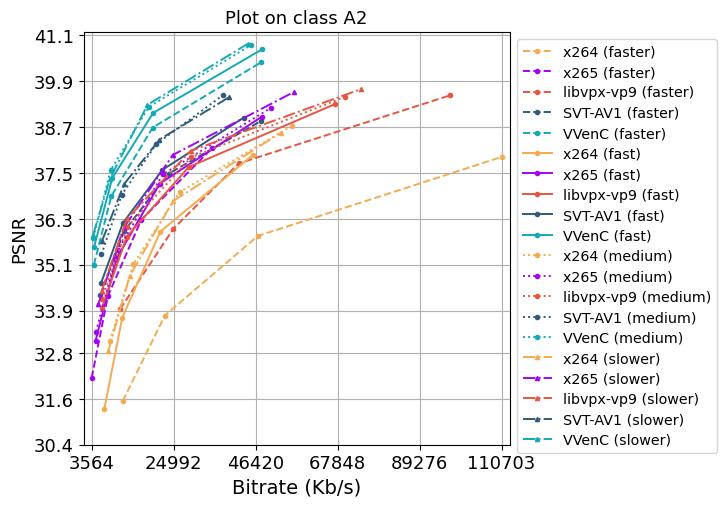 Plot on class A2
PSNR
41.1
39.9
38.7
37.5
36.3
35.1
33.9
32.8
31.6
30.4
3564 24992 46420 67848 89276 110703
Bitrate (Kb/s)
x264 (faster)
x265 (faster)
libvpx-vp9 (faster)
SVT-AV1 (faster)
VVenC (faster)
x264 (fast)
x265 (fast)
libvpx-vp9 (fast)
SVT-AV1 (fast)
VVenC (fast)
x264 (medium)
x265 (medium)
libvpx-vp9 (medium)
SVT-AV1 (medium)
VVenC (medium)
x264 (slower)
x265 (slower)
libvpx-vp9 (slower)
SVT-AV1 (slower)
VVenC (slower)